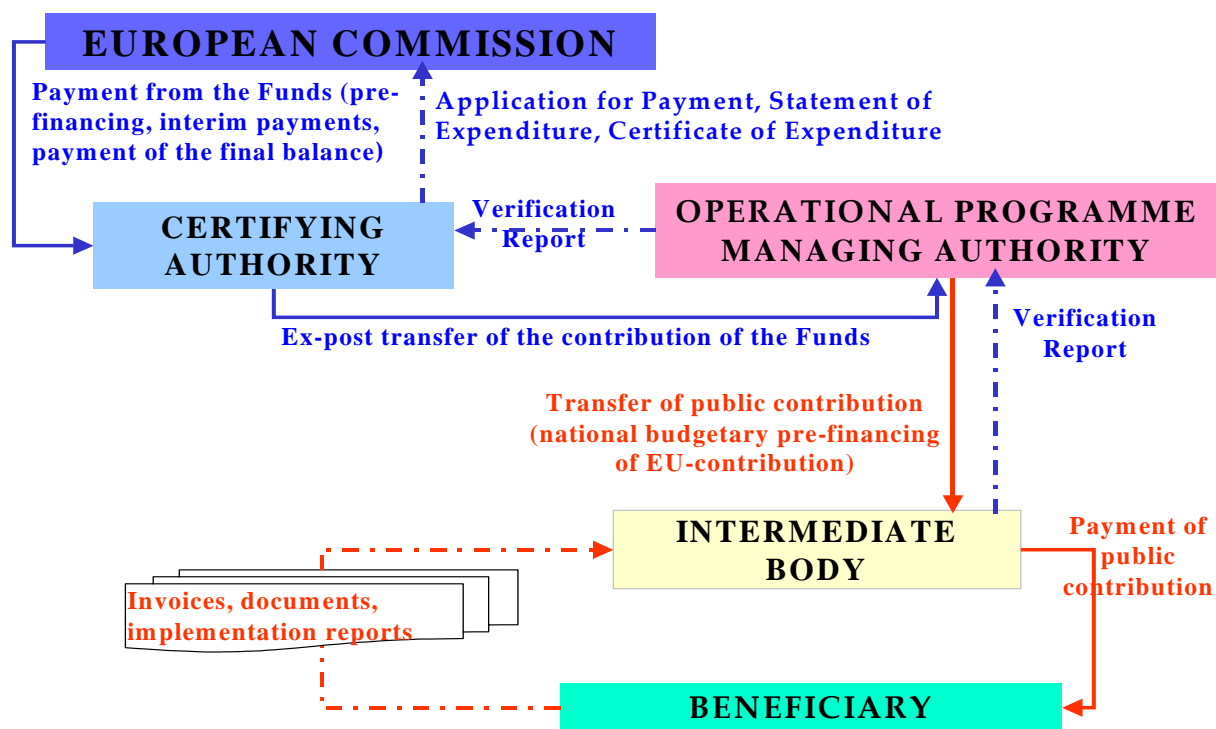 EUROPEAN COMMISSION
Payment from the Funds (pre-
financing, interim payments,
payment of the final balance)
Application for Payment, Statement of
Expenditure, Certificate of Expenditure
CERTIFYING
AUTHORITY
Verification
Report
OPERATIONAL PROGRAMME
MANAGING AUTHORITY
Ex-post transfer of the contribution of the Funds
Verification
Report
Transfer of public contribution
(national budgetary pre-financing
of EU-contribution)
INTERMEDIATE
BODY
Payment of
public
contribution
Invoices, documents,
implementation reports
BENEFICIARY